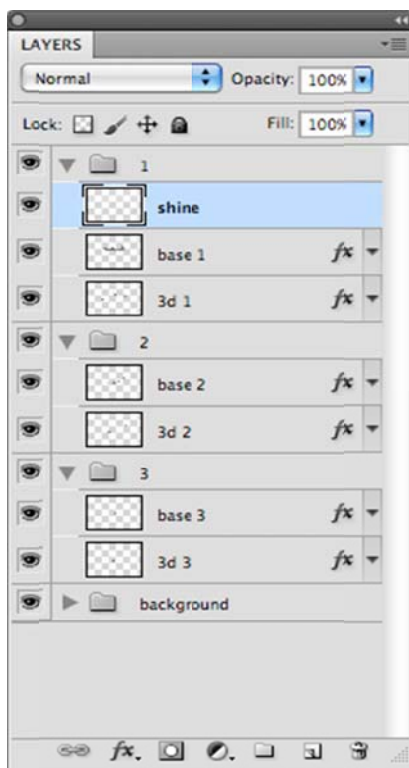 LAYERS
Normal Opacity: 100%
Lock: Fill: 100%
1
shine
base 1 fx
3d 1 fx
2
base 2 fx
3d 2 fx
3
base 3 fx
3d 3 fx
background
fx.